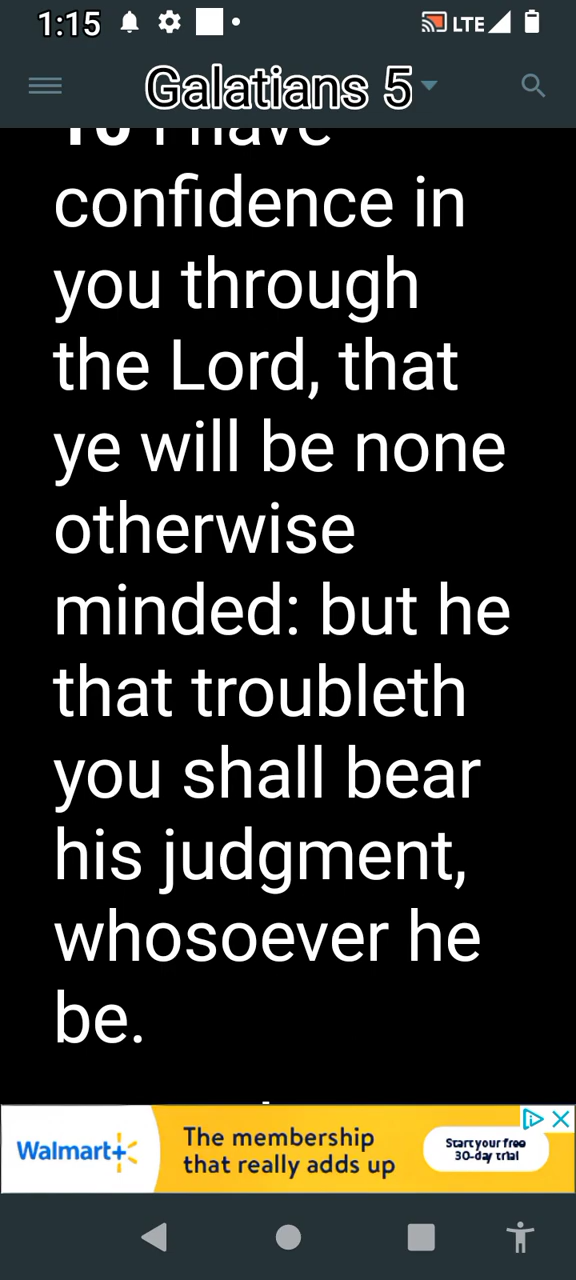 1:15 LTE
Galatians 5
10 I have
confidence in
you through
the Lord, that
ye will be none
otherwise
minded: but he
that troubleth
you shall bear
his judgment,
whosoever he
be.
Walmart+
The membership
that really adds up
Start your free
30-day trial